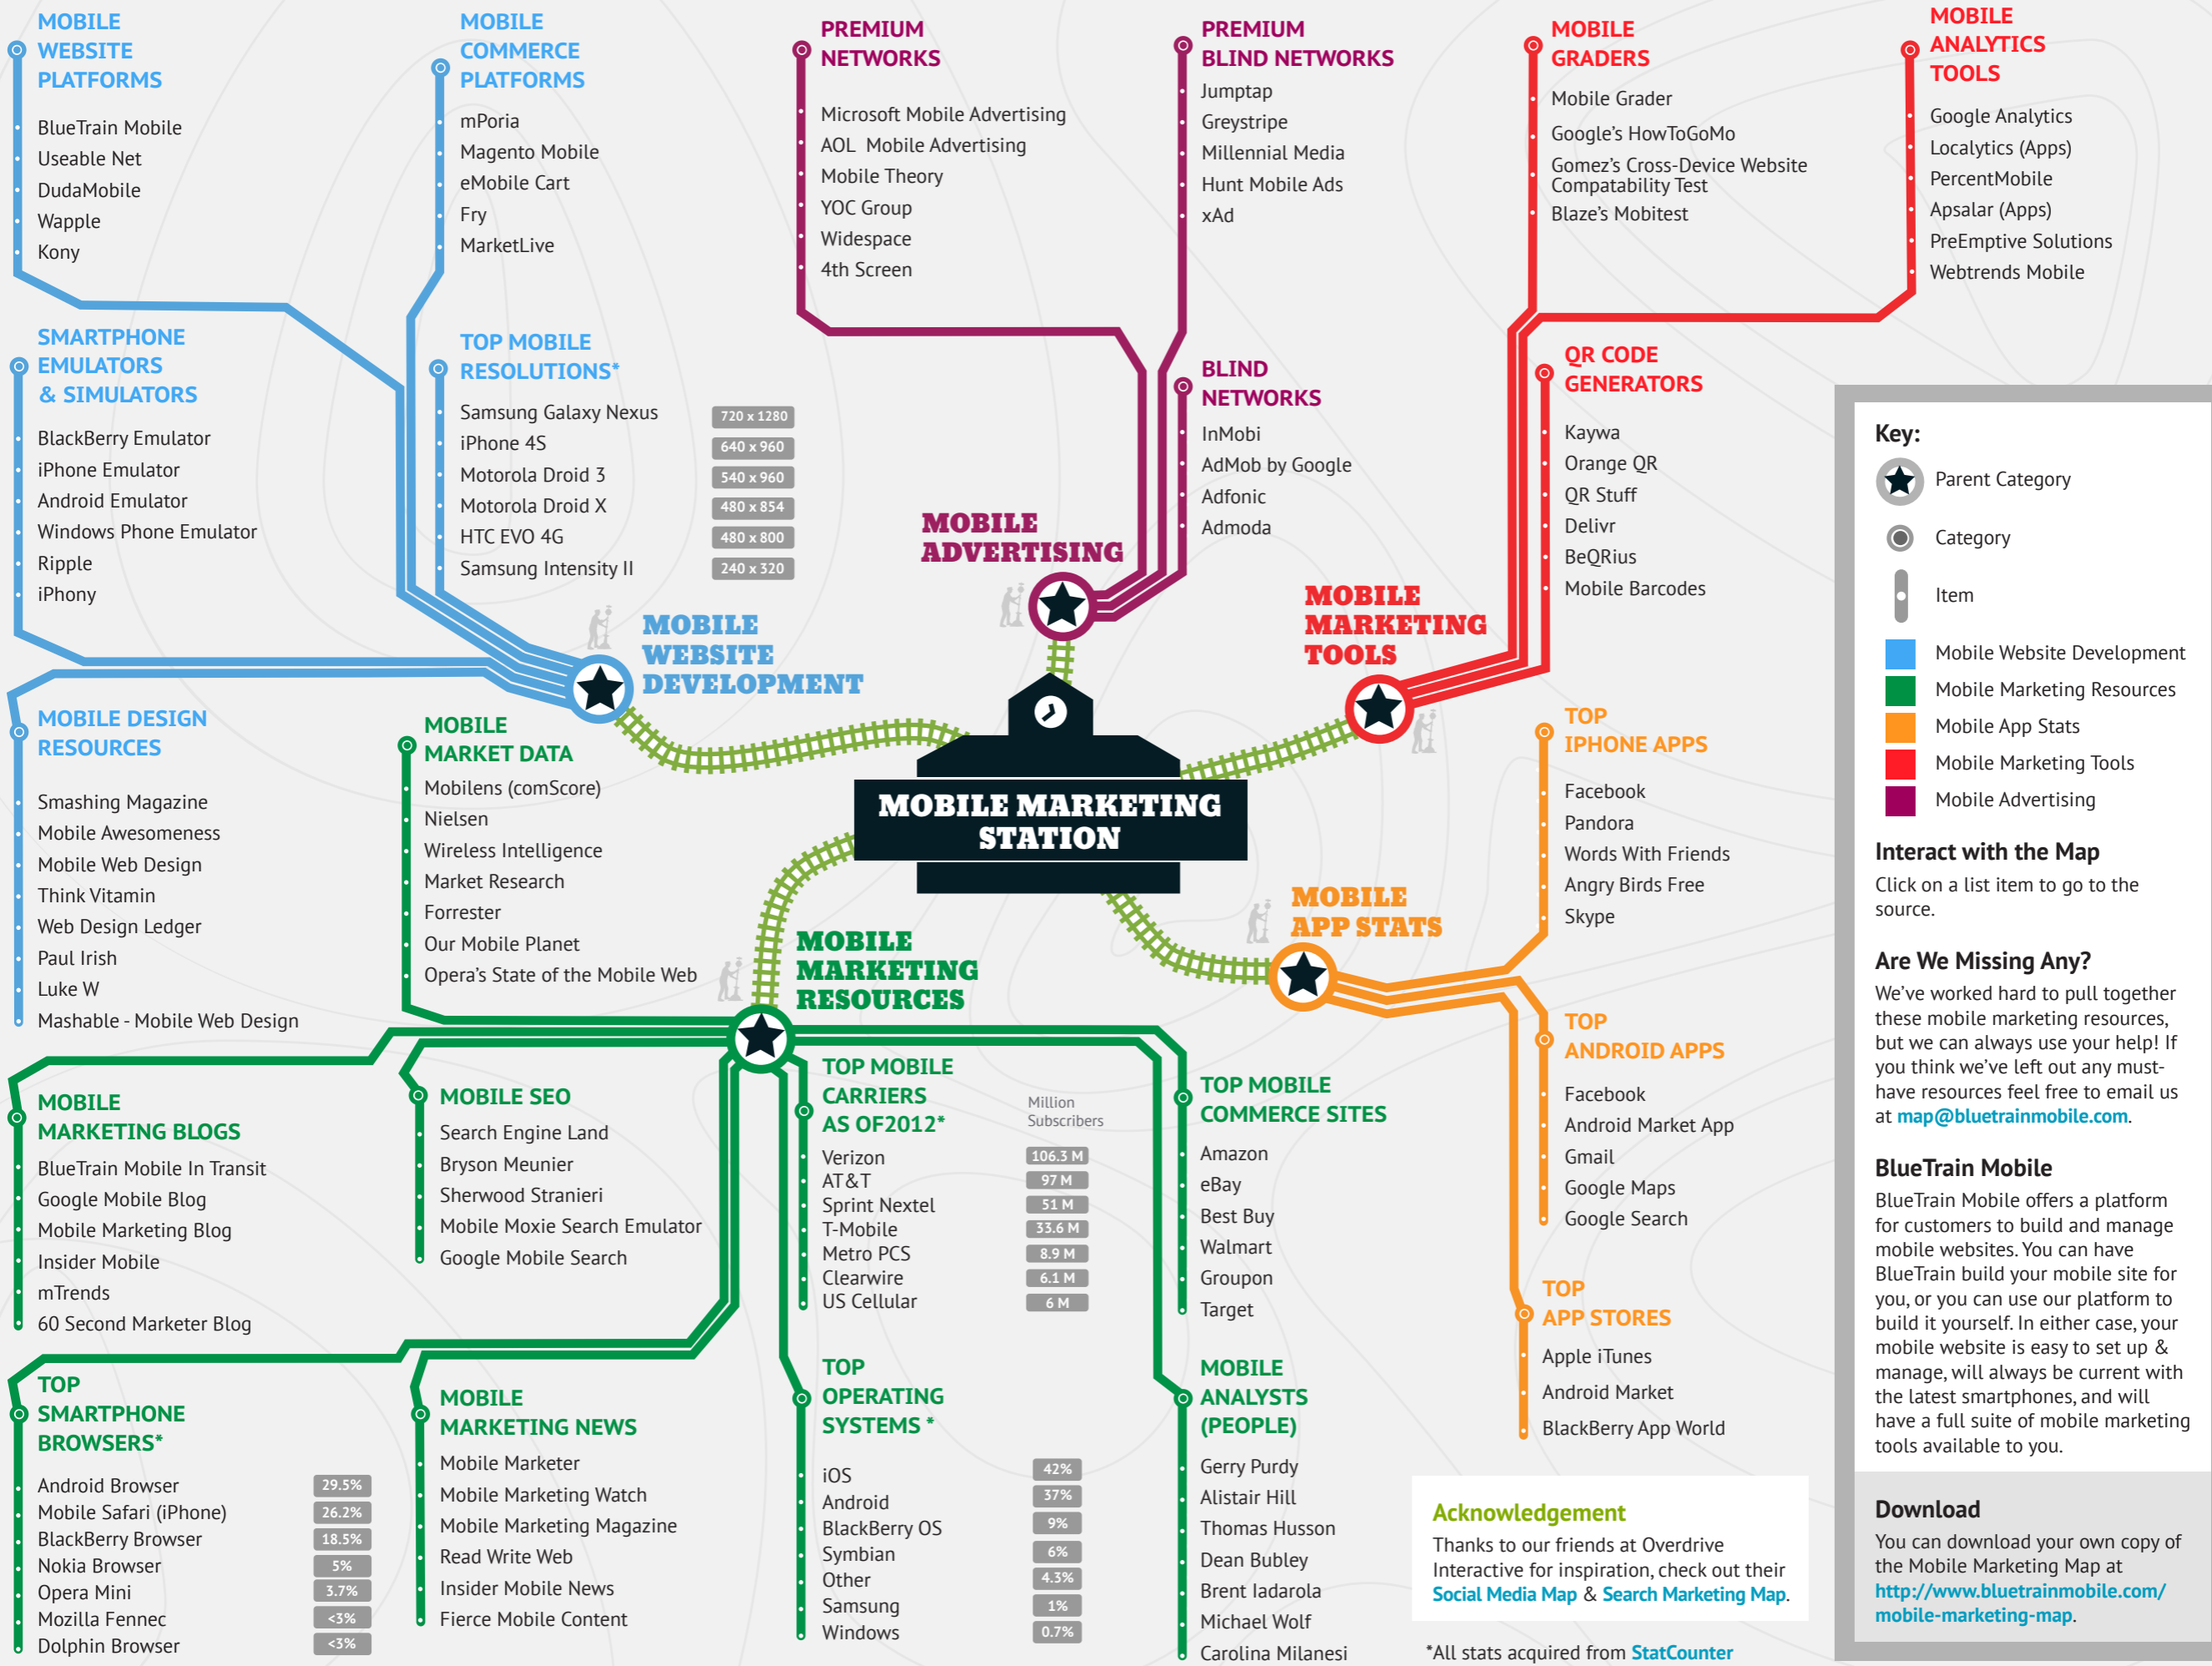 MOBILE
WEBSITE
PLATFORMS
BlueTrain Mobile
Useable Net
DudaMobile
Wapple
Kony
MOBILE
COMMERCE
PLATFORMS
mPoria
Magento Mobile
eMobile Cart
Fry
MarketLive
PREMIUM
NETWORKS
Microsoft Mobile Advertising
AOL  Mobile Advertising
Mobile Theory
YOC Group
Widespace
4th Screen
PREMIUM
BLIND NETWORKS
Jumptap
Greystripe
Millennial Media
Hunt Mobile Ads
xAd
MOBILE
GRADERS
Mobile Grader
Google's HowToGoMo
Gomez's Cross-Device Website
Compatability Test
Blaze's Mobitest
MOBILE
ANALYTICS
TOOLS
Google Analytics
Localytics (Apps)
PercentMobile
Apsalar (Apps)
PreEmptive Solutions
Webtrends Mobile
SMARTPHONE
EMULATORS
& SIMULATORS
BlackBerry Emulator
iPhone Emulator
Android Emulator
Windows Phone Emulator
Ripple
iPhony
TOP MOBILE
RESOLUTIONS*
Samsung Galaxy Nexus 720 x 1280
iPhone 4S 640 x 960
Motorola Droid 3 540 x 960
Motorola Droid X 480 x 854
HTC EVO 4G 480 x 800
Samsung Intensity II 240 x 320
BLIND
NETWORKS
InMobi
AdMob by Google
Adfonic
Admoda
QR CODE
GENERATORS
Kaywa
Orange QR
QR Stuff
Delivr
BeQRius
Mobile Barcodes
MOBILE
ADVERTISING
MOBILE
WEBSITE
DEVELOPMENT
MOBILE
MARKETING
TOOLS
MOBILE MARKETING
STATION
MOBILE DESIGN
RESOURCES
Smashing Magazine
Mobile Awesomeness
Mobile Web Design
Think Vitamin
Web Design Ledger
Paul Irish
Luke W
Mashable - Mobile Web Design
MOBILE
MARKET DATA
Mobilens (comScore)
Nielsen
Wireless Intelligence
Market Research
Forrester
Our Mobile Planet
Opera's State of the Mobile Web
MOBILE
MARKETING
RESOURCES
MOBILE
APP STATS
TOP
IPHONE APPS
Facebook
Pandora
Words With Friends
Angry Birds Free
Skype
TOP
ANDROID APPS
Facebook
Android Market App
Gmail
Google Maps
Google Search
TOP
APP STORES
Apple iTunes
Android Market
BlackBerry App World
MOBILE
MARKETING BLOGS
BlueTrain Mobile In Transit
Google Mobile Blog
Mobile Marketing Blog
Insider Mobile
mTrends
60 Second Marketer Blog
MOBILE SEO
Search Engine Land
Bryson Meunier
Sherwood Stranieri
Mobile Moxie Search Emulator
Google Mobile Search
TOP MOBILE
CARRIERS
AS OF2012*
Million
Subscribers
Verizon 106.3 M
AT&T 97 M
Sprint Nextel 51 M
T-Mobile 33.6 M
Metro PCS 8.9 M
Clearwire 6.1 M
US Cellular 6 M
TOP MOBILE
COMMERCE SITES
Amazon
eBay
Best Buy
Walmart
Groupon
Target
TOP
SMARTPHONE
BROWSERS*
Android Browser 29.5%
Mobile Safari (iPhone) 26.2%
BlackBerry Browser 18.5%
Nokia Browser 5%
Opera Mini 3.7%
Mozilla Fennec <3%
Dolphin Browser <3%
MOBILE
MARKETING NEWS
Mobile Marketer
Mobile Marketing Watch
Mobile Marketing Magazine
Read Write Web
Insider Mobile News
Fierce Mobile Content
TOP
OPERATING
SYSTEMS *
iOS 42%
Android 37%
BlackBerry OS 9%
Symbian 6%
Other 4.3%
Samsung 1%
Windows 0.7%
MOBILE
ANALYSTS
(PEOPLE)
Gerry Purdy
Alistair Hill
Thomas Husson
Dean Bubley
Brent Iadarola
Michael Wolf
Carolina Milanesi
Acknowledgement
Thanks to our friends at Overdrive
Interactive for inspiration, check out their
Social Media Map & Search Marketing Map.
*All stats acquired from StatCounter
Key:
Parent Category
Category
Item
Mobile Website Development
Mobile Marketing Resources
Mobile App Stats
Mobile Marketing Tools
Mobile Advertising
Interact with the Map
Click on a list item to go to the
source.
Are We Missing Any?
We've worked hard to pull together
these mobile marketing resources,
but we can always use your help! If
you think we've left out any must-
have resources feel free to email us
at map@bluetrainmobile.com.
BlueTrain Mobile
BlueTrain Mobile offers a platform
for customers to build and manage
mobile websites. You can have
BlueTrain build your mobile site for
you, or you can use our platform to
build it yourself. In either case, your
mobile website is easy to set up &
manage, will always be current with
the latest smartphones, and will
have a full suite of mobile marketing
tools available to you.
Download
You can download your own copy of
the Mobile Marketing Map at
http://www.bluetrainmobile.com/
mobile-marketing-map.